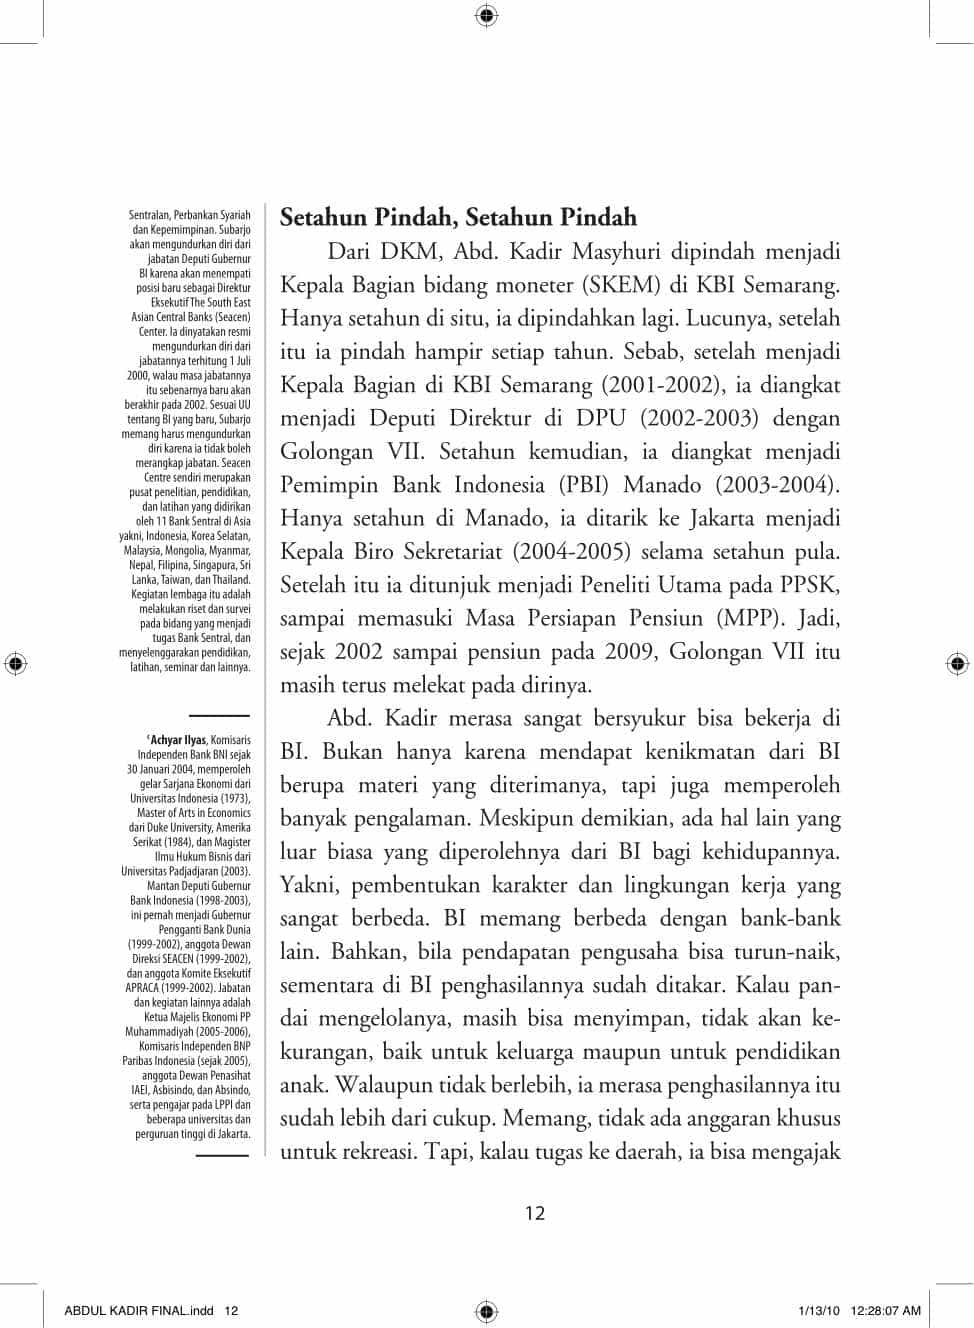 Sentralan, Perbankan Syariah
dan Kepemimpinan. Subarjo
akan mengundurkan diri dari
jabatan Deputi Gubernur
BI karena akan menempati
posisi baru sebagai Direktur
Eksekutif The South East
Asian Central Banks (Seacen)
Center. Ia dinyatakan resmi
mengundurkan diri dari
jabatannya terhitung 1 Juli
2000, walau masa jabatannya
itu sebenarnya baru akan
berakhir pada 2002. Sesuai UU
tentang BI yang baru, Subarjo
memang harus mengundurkan
diri karena ia tidak boleh
merangkap jabatan. Seacen
Centre sendiri merupakan
pusat penelitian, pendidikan,
dan latihan yang didirikan
oleh 11 Bank Sentral di Asia
yakni, Indonesia, Korea Selatan,
Malaysia, Mongolia, Myanmar,
Nepal, Filipina, Singapura, Sri
Lanka, Taiwan, dan Thailand.
Kegiatan lembaga itu adalah
melakukan riset dan survei
pada bidang yang menjadi
tugas Bank Sentral, dan
menyelenggarakan pendidikan,
latihan, seminar dan lainnya.
Achyar Ilyas, Komisaris
Independen Bank BNI sejak
30 Januari 2004, memperoleh
gelar Sarjana Ekonomi dari
Universitas Indonesia (1973),
Master of Arts in Economics
dari Duke University, Amerika
Serikat (1984), dan Magister
Ilmu Hukum Bisnis dari
Universitas Padjadjaran (2003).
Mantan Deputi Gubernur
Bank Indonesia (1998-2003),
ini pernah menjadi Gubernur
Pengganti Bank Dunia
(1999-2002), anggota Dewan
Direksi SEACEN (1999-2002),
dan anggota Komite Eksekutif
APRACA (1999-2002). Jabatan
dan kegiatan lainnya adalah
Ketua Majelis Ekonomi PP
Muhammadiyah (2005-2006),
Komisaris Independen BNP
Paribas Indonesia (sejak 2005),
anggota Dewan Penasihat
IAEI, Asbisindo, dan Absindo,
serta pengajar pada LPPI dan
beberapa universitas dan
perguruan tinggi di Jakarta.
Setahun Pindah, Setahun Pindah
Dari DKM, Abd. Kadir Masyhuri dipindah menjadi
Kepala Bagian bidang moneter (SKEM) di KBI Semarang.
Hanya setahun di situ, ia dipindahkan lagi. Lucunya, setelah
itu ia pindah hampir setiap tahun. Sebab, setelah menjadi
Kepala Bagian di KBI Semarang (2001-2002), ia diangkat
menjadi Deputi Direktur di DPU (2002-2003) dengan
Golongan VII. Setahun kemudian, ia diangkat menjadi
Pemimpin Bank Indonesia (PBI) Manado (2003-2004).
Hanya setahun di Manado, ia ditarik ke Jakarta menjadi
Kepala Biro Sekretariat (2004-2005) selama setahun pula.
Setelah itu ia ditunjuk menjadi Peneliti Utama pada PPSK,
sampai memasuki Masa Persiapan Pensiun (MPP). Jadi,
sejak 2002 sampai pensiun pada 2009, Golongan VII itu
masih terus melekat pada dirinya.
Abd. Kadir merasa sangat bersyukur bisa bekerja di
BI. Bukan hanya karena mendapat kenikmatan dari BI
berupa materi yang diterimanya, tapi juga memperoleh
banyak pengalaman. Meskipun demikian, ada hal lain yang
luar biasa yang diperolehnya dari BI bagi kehidupannya.
Yakni, pembentukan karakter dan lingkungan kerja yang
sangat berbeda. BI memang berbeda dengan bank-bank
lain. Bahkan, bila pendapatan pengusaha bisa turun-naik,
sementara di BI penghasilannya sudah ditakar. Kalau pan-
dai mengelolanya, masih bisa menyimpan, tidak akan ke-
kurangan, baik untuk keluarga maupun untuk pendidikan
anak. Walaupun tidak berlebih, ia merasa penghasilannya itu
sudah lebih dari cukup. Memang, tidak ada anggaran khusus
untuk rekreasi. Tapi, kalau tugas ke daerah, ia bisa mengajak
12
ABDUL KADIR FINAL.indd 12
1/13/10 12:28:07 AM